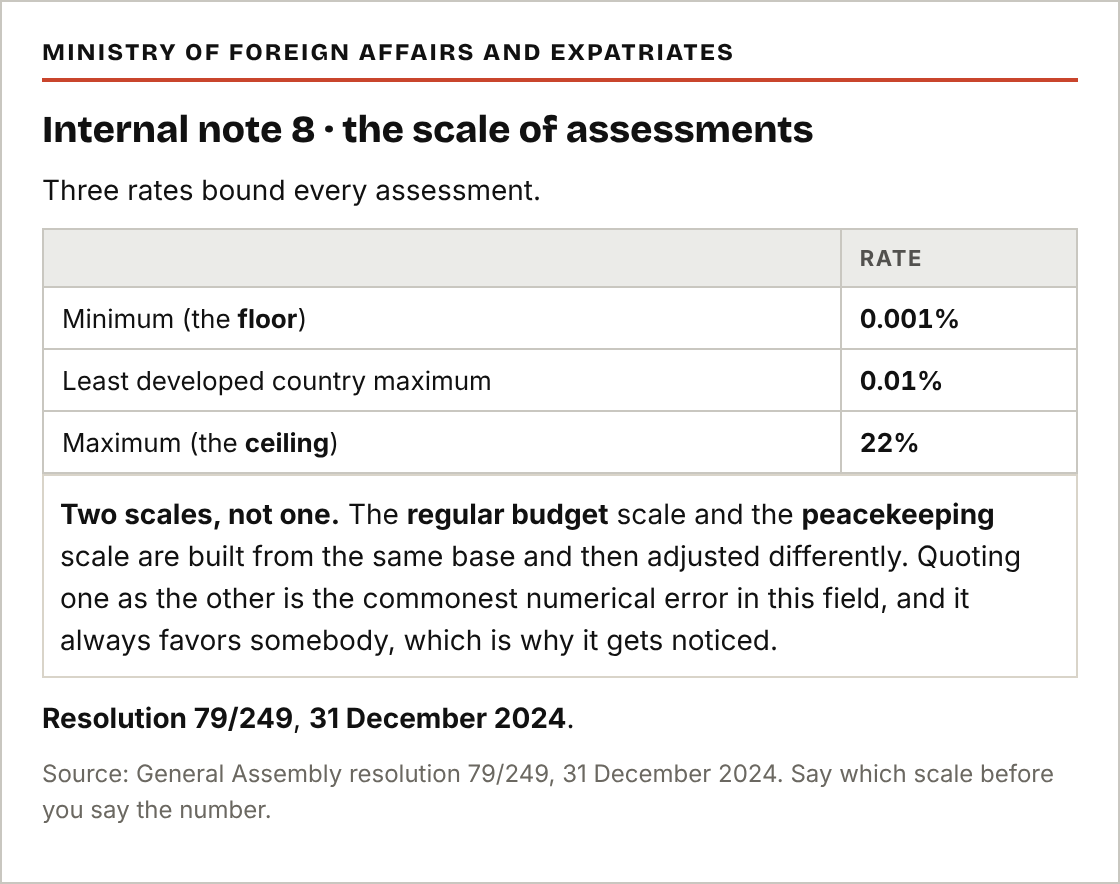 MINISTRY OF FOREIGN AFFAIRS AND EXPATRIATES
Internal note 8 · the scale of assessments
Three rates bound every assessment.
RATE
Minimum (the floor) 0.001%
Least developed country maximum 0.01%
Maximum (the ceiling) 22%
Two scales, not one. The regular budget scale and the peacekeeping
scale are built from the same base and then adjusted differently. Quoting
one as the other is the commonest numerical error in this field, and it
always favors somebody, which is why it gets noticed.
Resolution 79/249, 31 December 2024.
Source: General Assembly resolution 79/249, 31 December 2024. Say which scale before
you say the number.